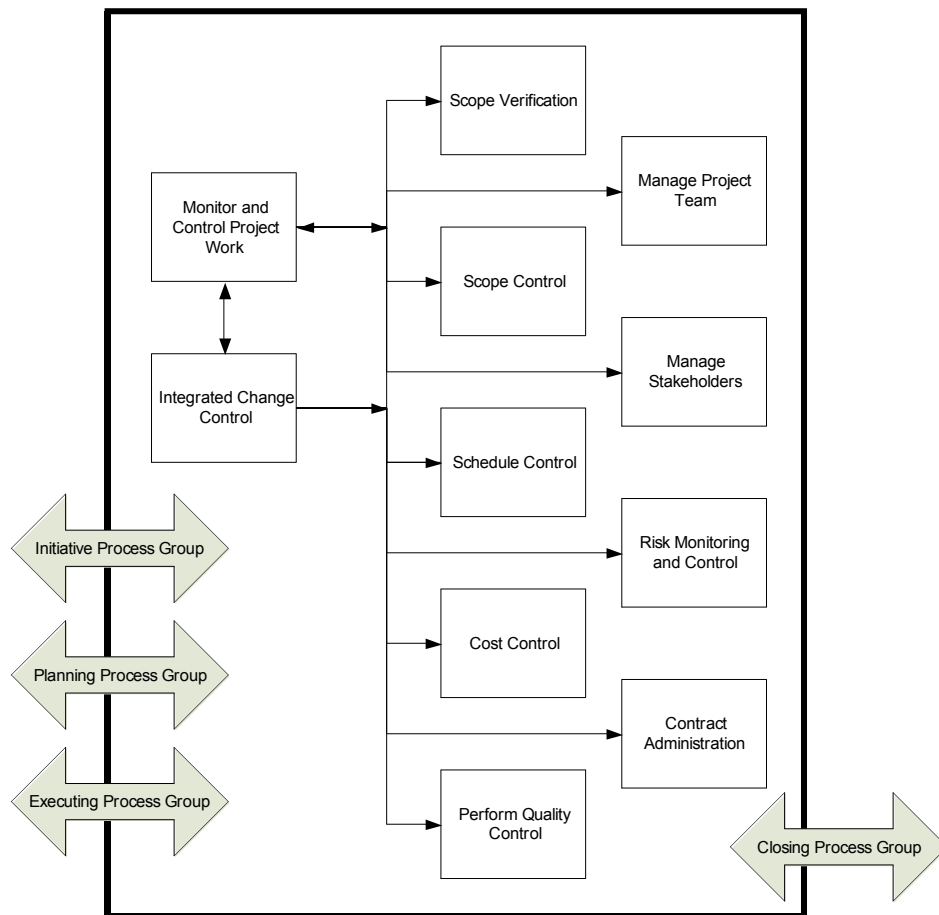 Scope Verification
Manage Project
Team
Monitor and
Control Project
Work
Scope Control
Manage
Stakeholders
Integrated Change
Control
Schedule Control
Initiative Process Group
Risk Monitoring
and Control
Cost Control
Planning Process Group
Contract
Administration
Executing Process Group
Perform Quality
Control
Closing Process Group